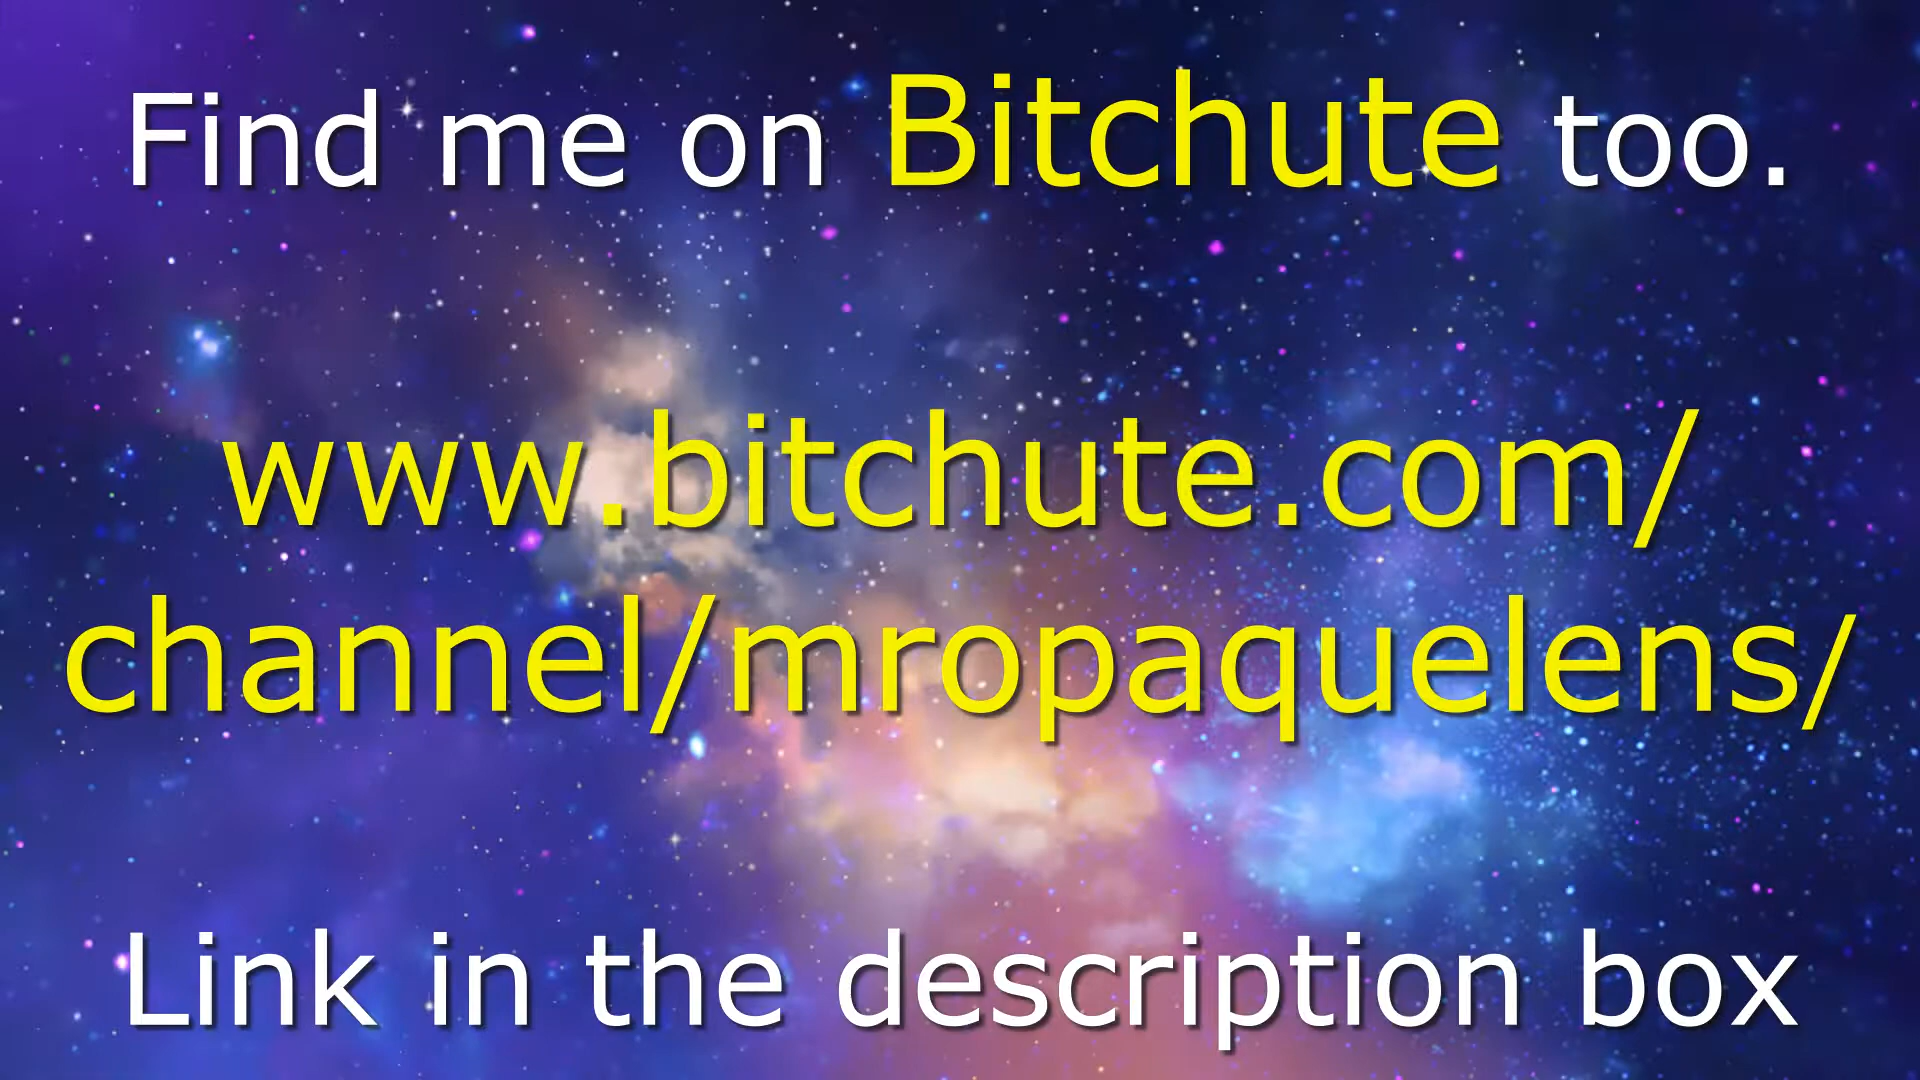 Find me on Bitchute too.
www.bitchute.com/
channel/mropaquelens/
Link in the description box